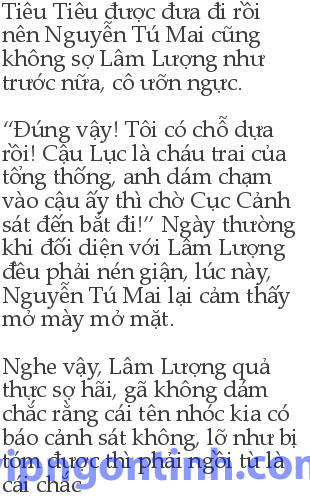 Tiêu Tiêu được đưa đi rồi
nên Nguyễn Tú Mai cũng
không sợ Lâm Lượng như
trước nữa, cô ưỡn ngực.
“Đúng vậy! Tôi có chỗ dựa
rồi! Cậu Lục là cháu trai của
tổng thống, anh dám chạm
vào cậu ấy thì chờ Cục Cảnh
sát đến bắt đi!” Ngày thường
khi đối diện với Lâm Lượng
đều phải nén giận, lúc này,
Nguyễn Tú Mai lại cảm thấy
mở mày mở mặt.
Nghe vậy, Lâm Lượng quả
thực sợ hãi, gã không dám
chắc rằng cái tên nhóc kia có
báo cảnh sát không, lỡ như bị
tóm được thì phải ngồi tù là
cái chắc
vipngontinh.com